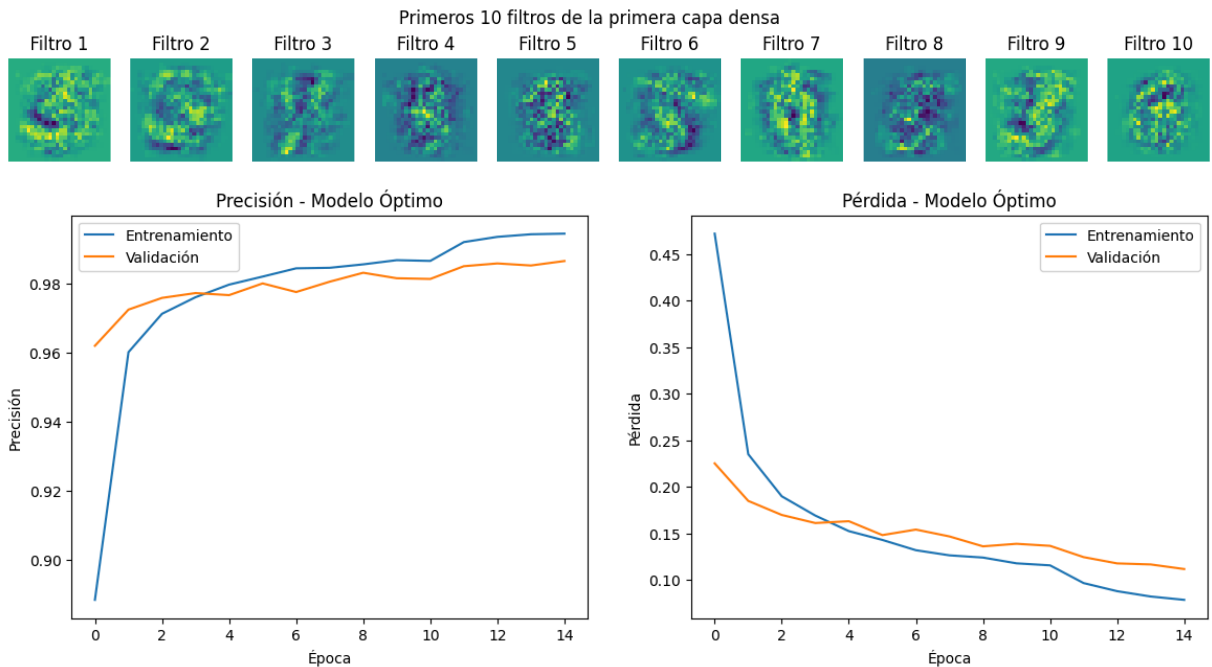 Primeros 10 filtros de la primera capa densa
Filtro 1 Filtro 2 Filtro 3 Filtro 4 Filtro 5 Filtro 6 Filtro 7 Filtro 8 Filtro 9 Filtro 10
Precisión - Modelo Óptimo
Entrenamiento
Validación
0.98
0.96
0.94
0.92
0.90
Precisión
0 2 4 6 8 10 12 14
Época
Pérdida - Modelo Óptimo
Entrenamiento
Validación
0.45
0.40
0.35
0.30
0.25
0.20
0.15
0.10
Pérdida
0 2 4 6 8 10 12 14
Época